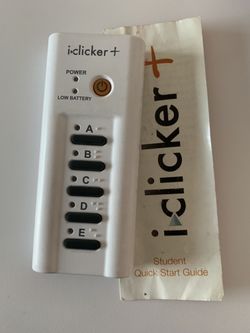 i>clicker+
POWER
LOW BATTERY
A
B
C
D
E
i>clicker +
Student
Quick Start Guide